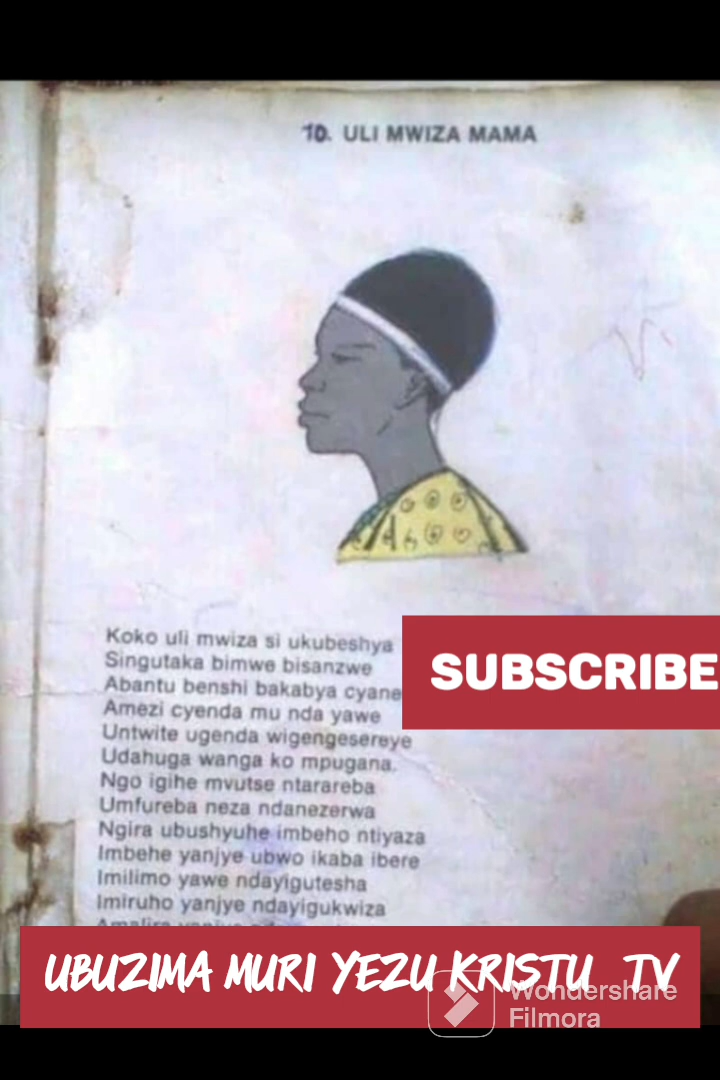 10. ULI MWIZA MAMA
Koko uli mwiza si ukubeshya
Singutaka bimwe bisanzwe
Abantu benshi bakabya cyane
Amezi cyenda mu nda yawe
Untwite ugenda wigengesereye
Udahuga wanga ko mpugana.
Ngo igihe mvutse ntarareba
Umfureba neza ndanezerwa
Ngira ubushyuhe imbeho ntiyaza
Imbehe yanjye ubwo ikaba ibere
Imilimo yawe ndayigutesha
Imiruho yanjye ndayigukwiza
SUBSCRIBE
UBUZIMA MURI YEZU KRISTU TV
Wondershare
Filmora